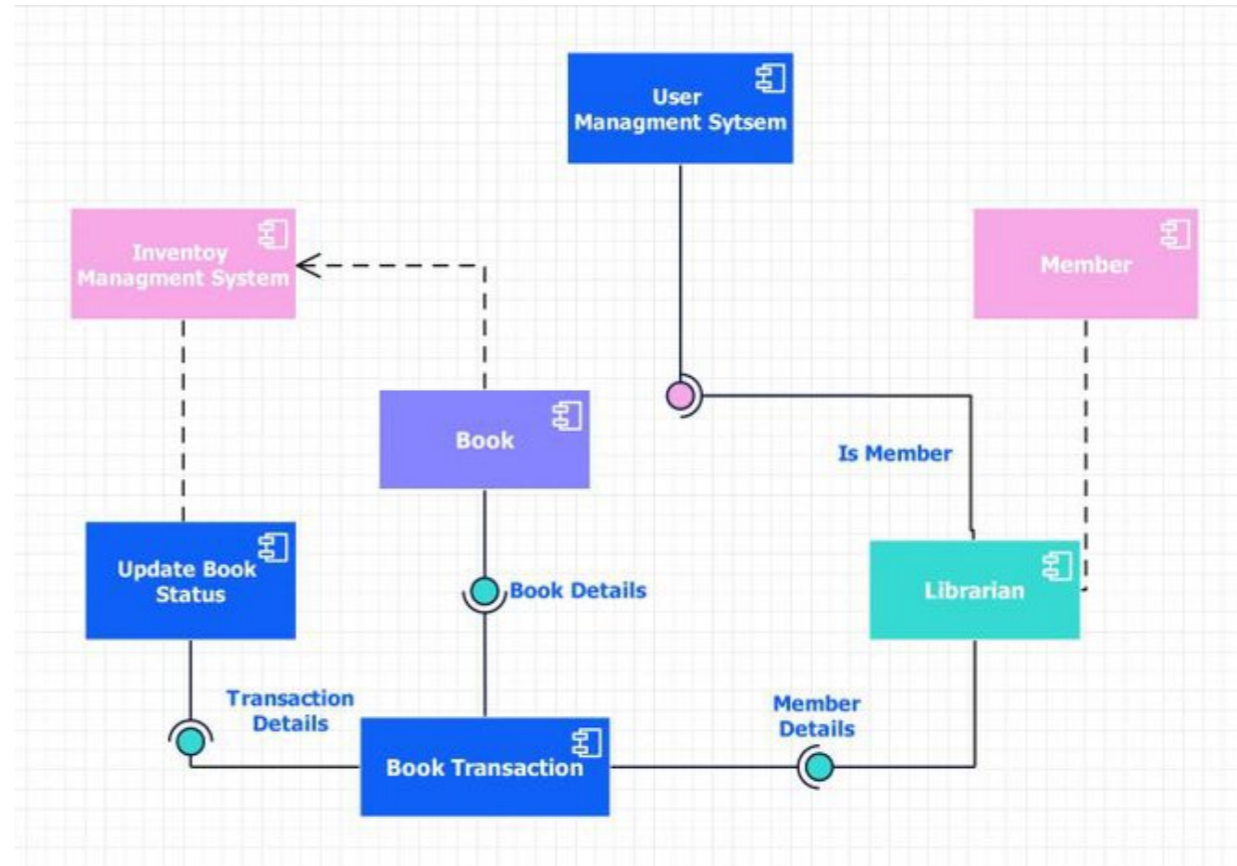 User
Managment Sytsem
Inventoy
Managment System
Member
Book
Is Member
Update Book
Status
Book Details
Librarian
Transaction
Details
Member
Details
Book Transaction